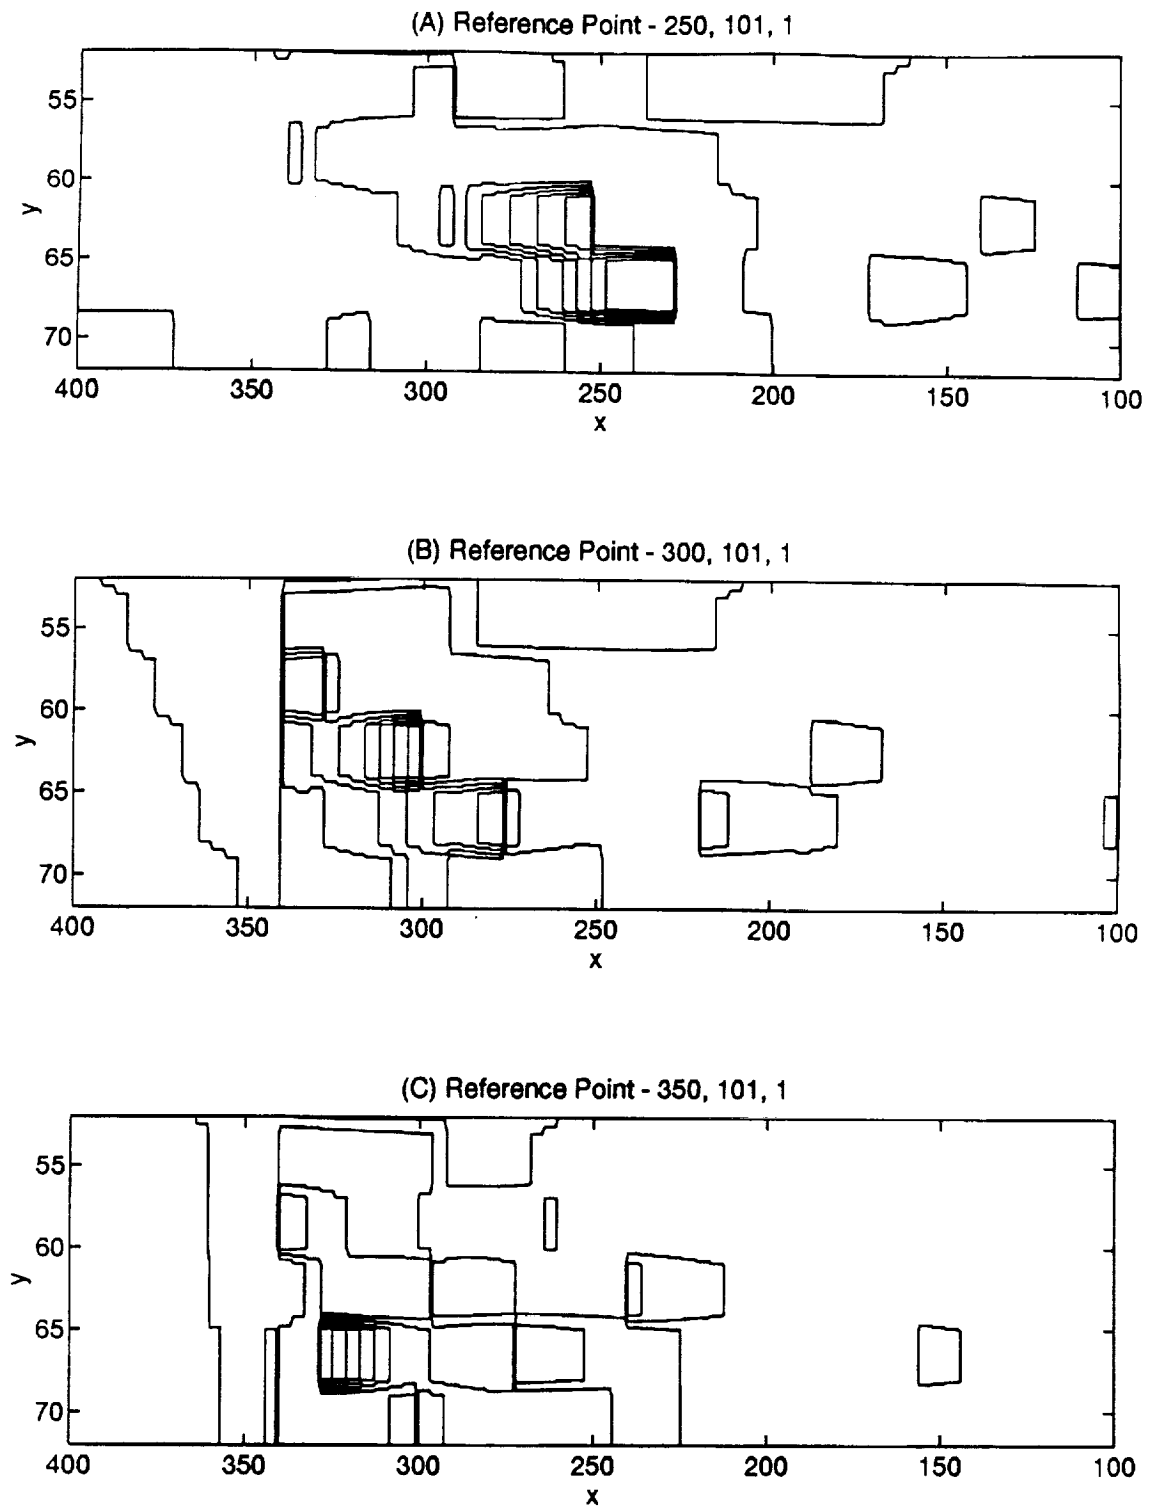 (A) Reference Point - 250, 101, 1
55
60
y
65
70
400 350 300 250 200 150 100
x
(B) Reference Point - 300, 101, 1
55
60
y
65
70
400 350 300 250 200 150 100
x
(C) Reference Point - 350, 101, 1
55
60
y
65
70
400 350 300 250 200 150 100
x